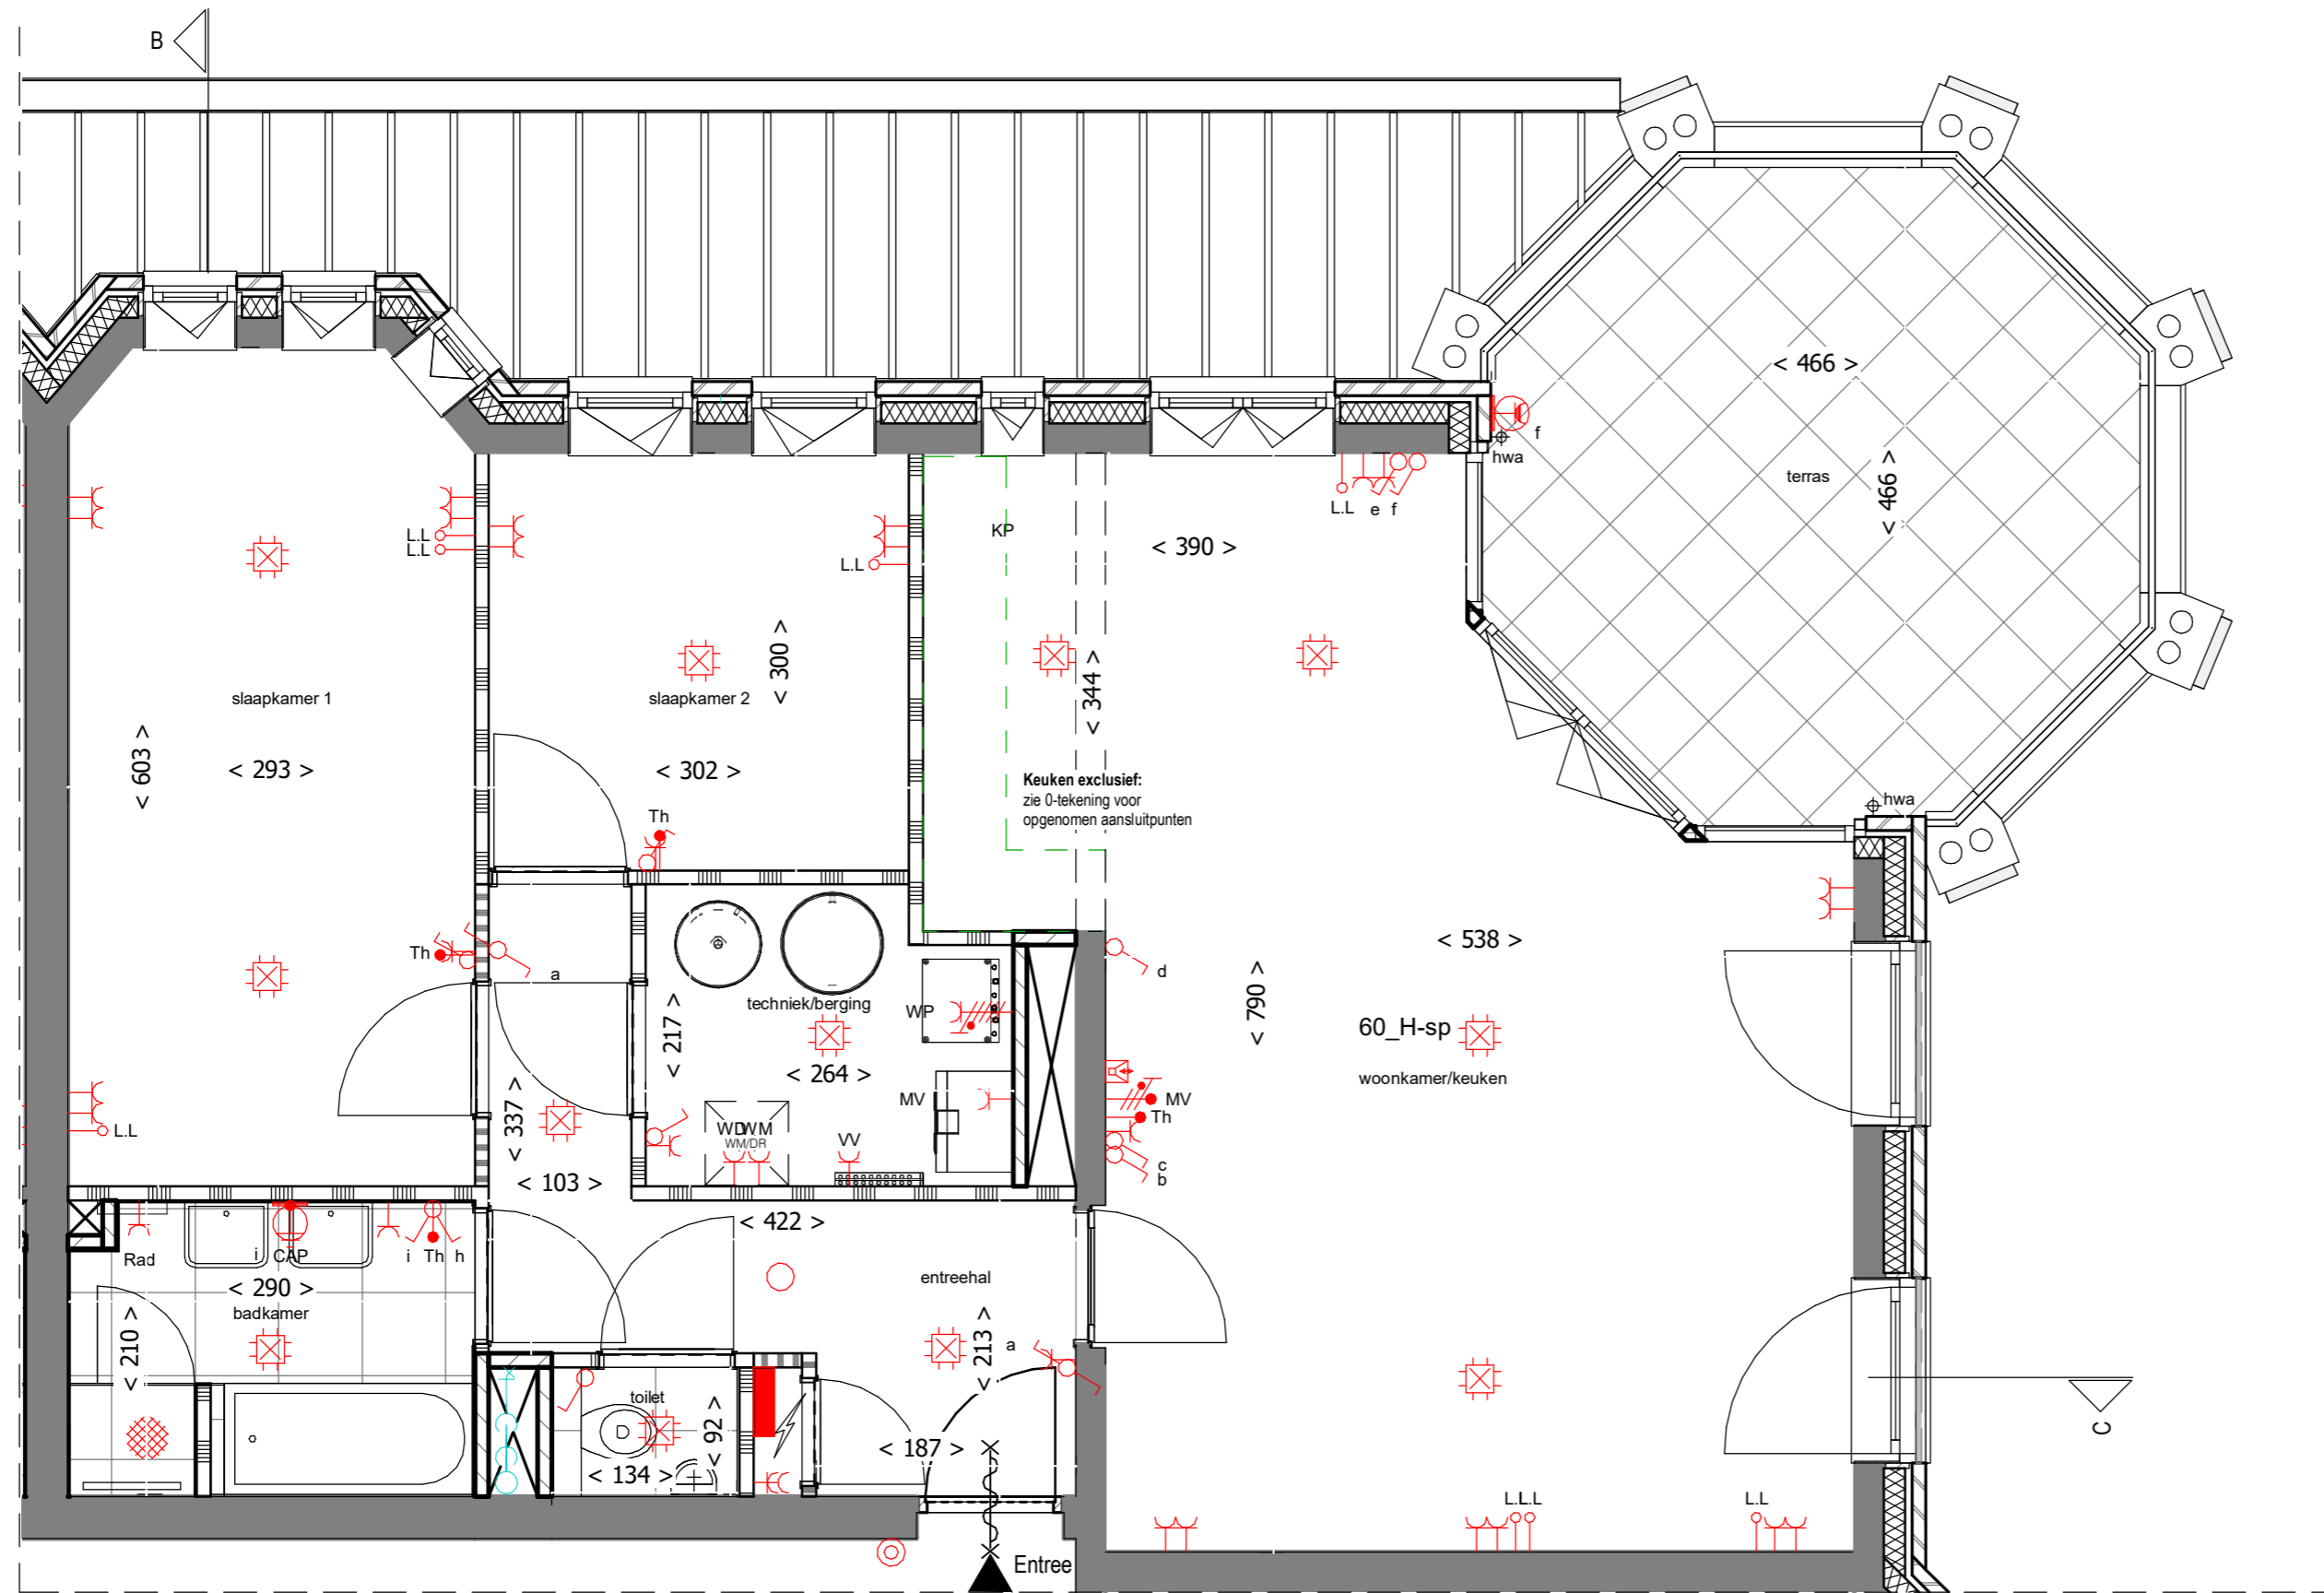 B
< 466 >
f
hwa
terras
< 466 >
L.L
e
f
KP
< 390 >
L.L
L.L
L.L
< 300 >
< 344 >
slaapkamer 1
slaapkamer 2
< 603 >
< 293 >
< 302 >
Keuken exclusief:
zie 0-tekening voor
opgenomen aansluitpunten
hwa
Th
Th
a
< 538 >
d
techniek/berging
WP
< 217 >
< 790 >
60_H-sp
< 264 >
woonkamer/keuken
MV
MV
Th
< 337 >
L.L
WD
WM
WM/DR
VV
c
b
< 103 >
< 422 >
Rad
i
CAP
i
Th
h
< 290 >
badkamer
entreehal
< 210 >
< 213 >
a
toilet
< 92 >
< 134 >
< 187 >
C
L.L
L.L
L.L
Entree